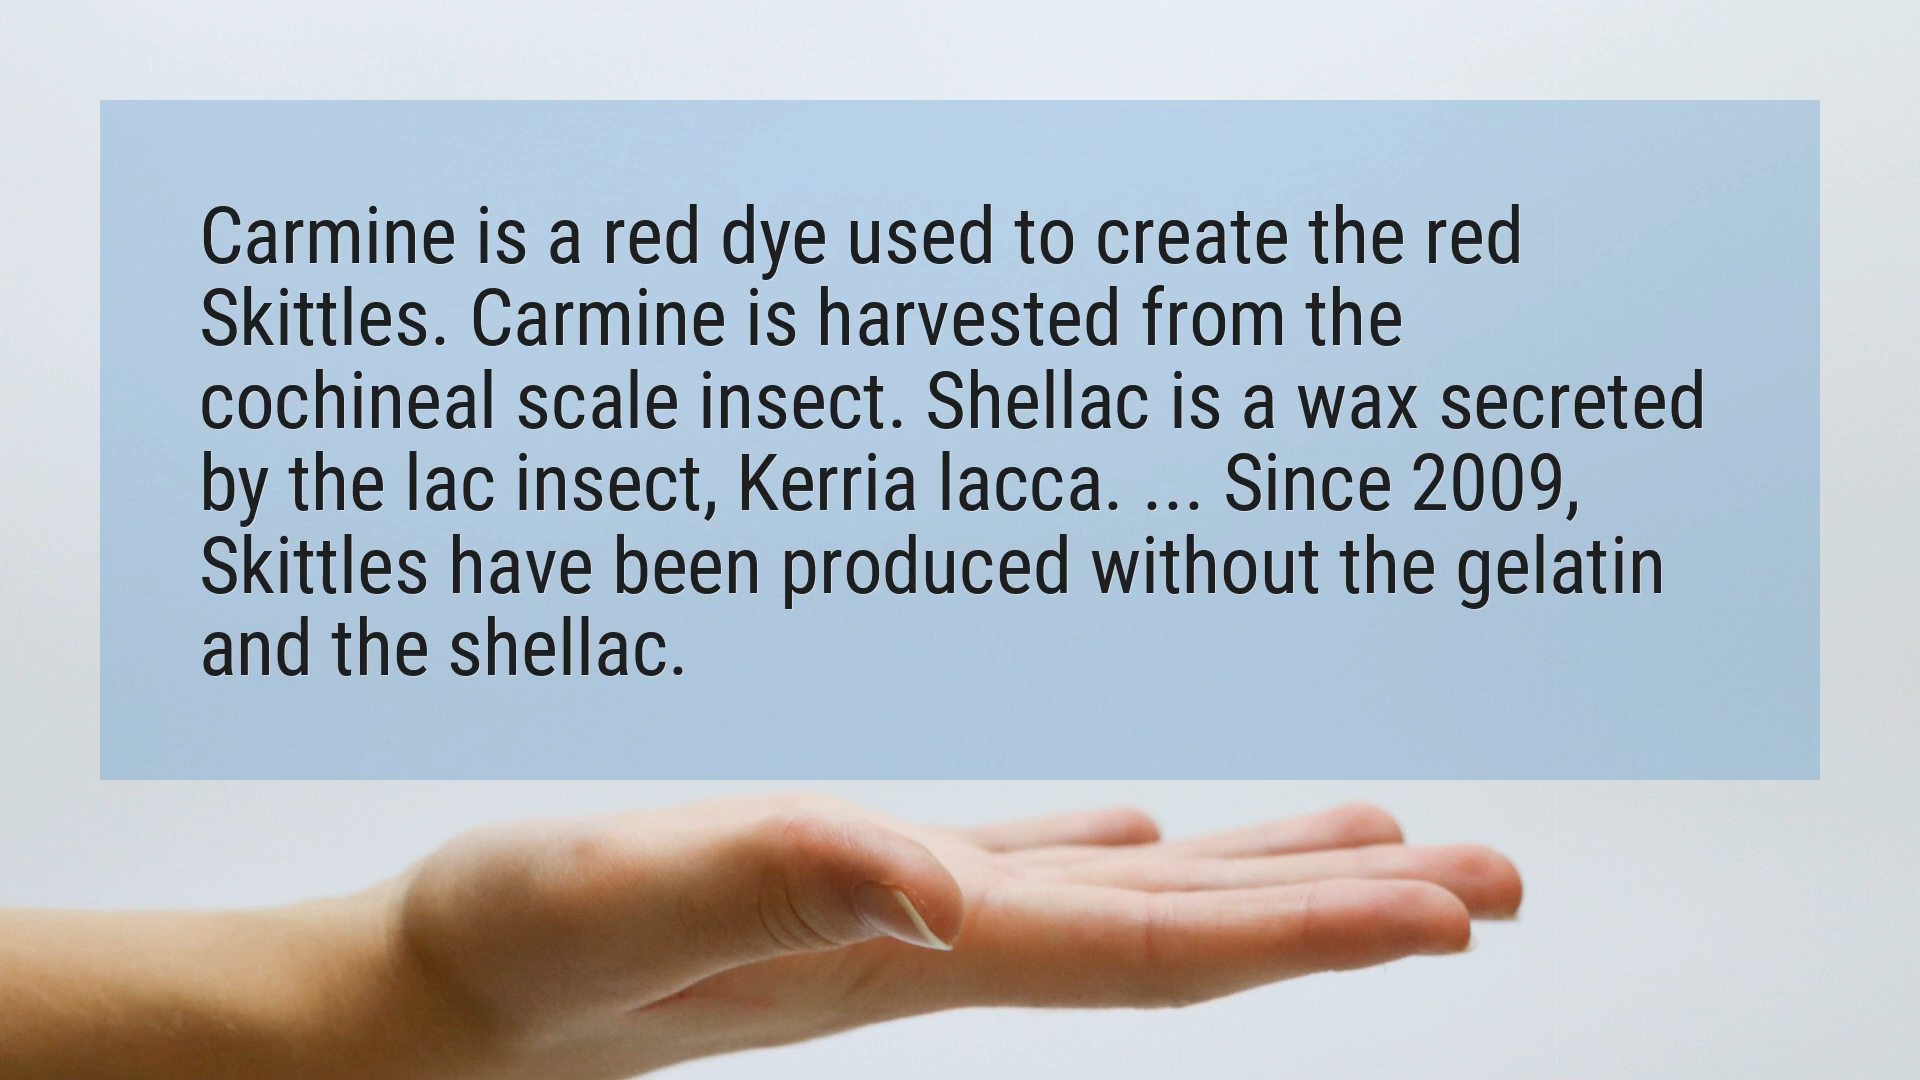 Carmine is a red dye used to create the red
Skittles. Carmine is harvested from the
cochineal scale insect. Shellac is a wax secreted
by the lac insect, Kerria lacca. ... Since 2009,
Skittles have been produced without the gelatin
and the shellac.